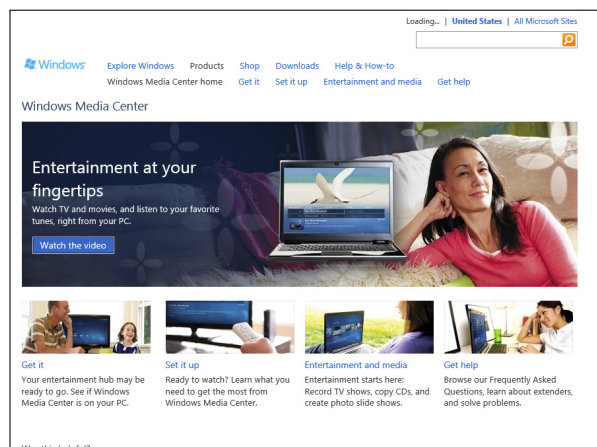 Loading... | United States | All Microsoft Sites
Windows
Explore Windows Products Shop Downloads Help & How-to
Windows Media Center home Get it Set it up Entertainment and media Get help
Windows Media Center
Entertainment at your
fingertips
Watch TV and movies, and listen to your favorite
tunes, right from your PC.
Watch the video
Get it
Your entertainment hub may be
ready to go. See if Windows
Media Center is on your PC.
Set it up
Ready to watch? Learn what you
need to get the most from
Windows Media Center.
Entertainment and media
Entertainment starts here:
Record TV shows, copy CDs, and
create photo slide shows.
Get help
Browse our Frequently Asked
Questions, learn about extenders,
and solve problems.